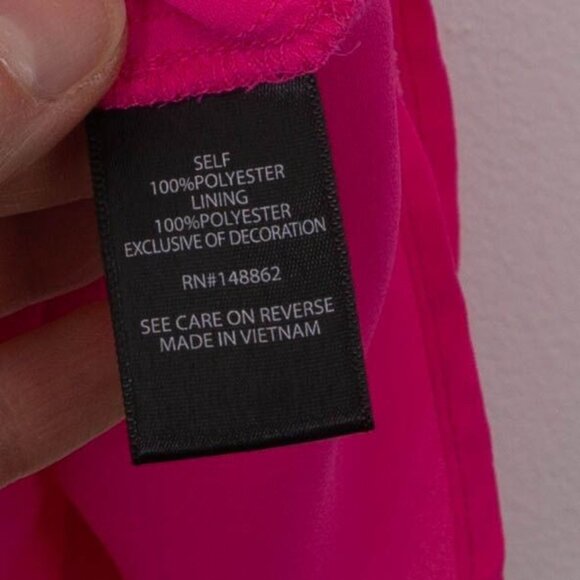 SELF
100%POLYESTER
LINING
100%POLYESTER
EXCLUSIVE OF DECORATION
RN#148862
SEE CARE ON REVERSE
MADE IN VIETNAM